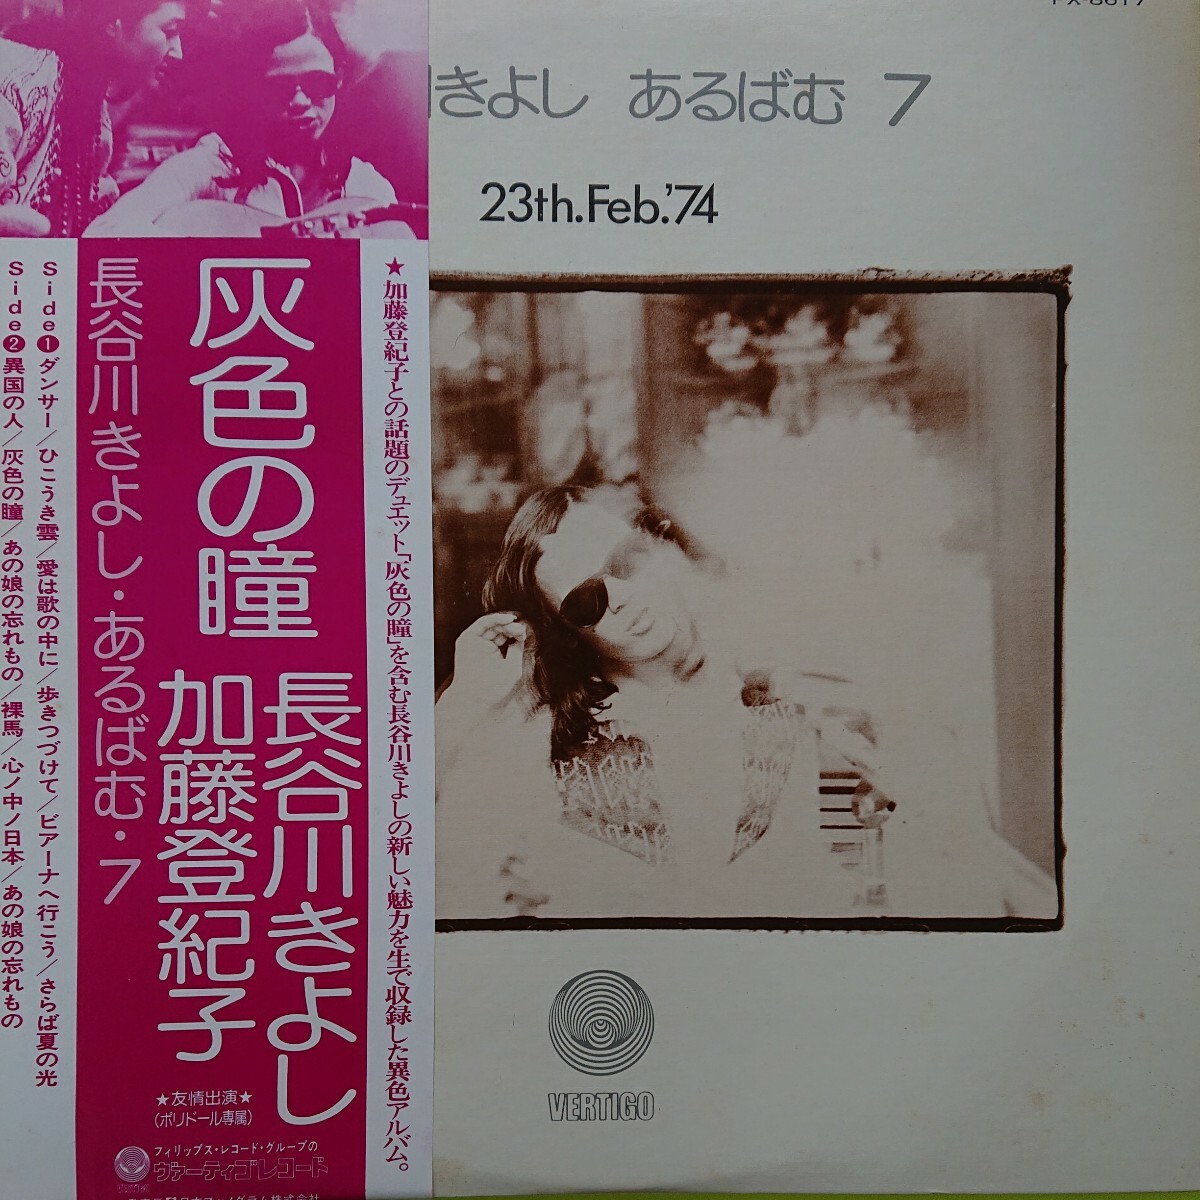 きよし あるばむ 7
23th.Feb.'74
★加藤登紀子との話題のデュエット「灰色の瞳」を含む長谷川きよしの新しい魅力を生で収録した異色アルバム。
灰色の瞳
長谷川きよし
加藤登紀子
★友情出演★
(ポリドール専属)
長谷川きよし・あるばむ・7
Side❶ダンサー/ひこうき雲/愛は歌の中に/歩きつづけて/ビアーナへ行こう/さらば夏の光
Side❷異国の人/灰色の瞳/あの娘の忘れもの/裸馬/心ノ中ノ日本/あの娘の忘れもの
フィリップス・レコード・グループの
ヴァーティゴレコード
VERTIGO